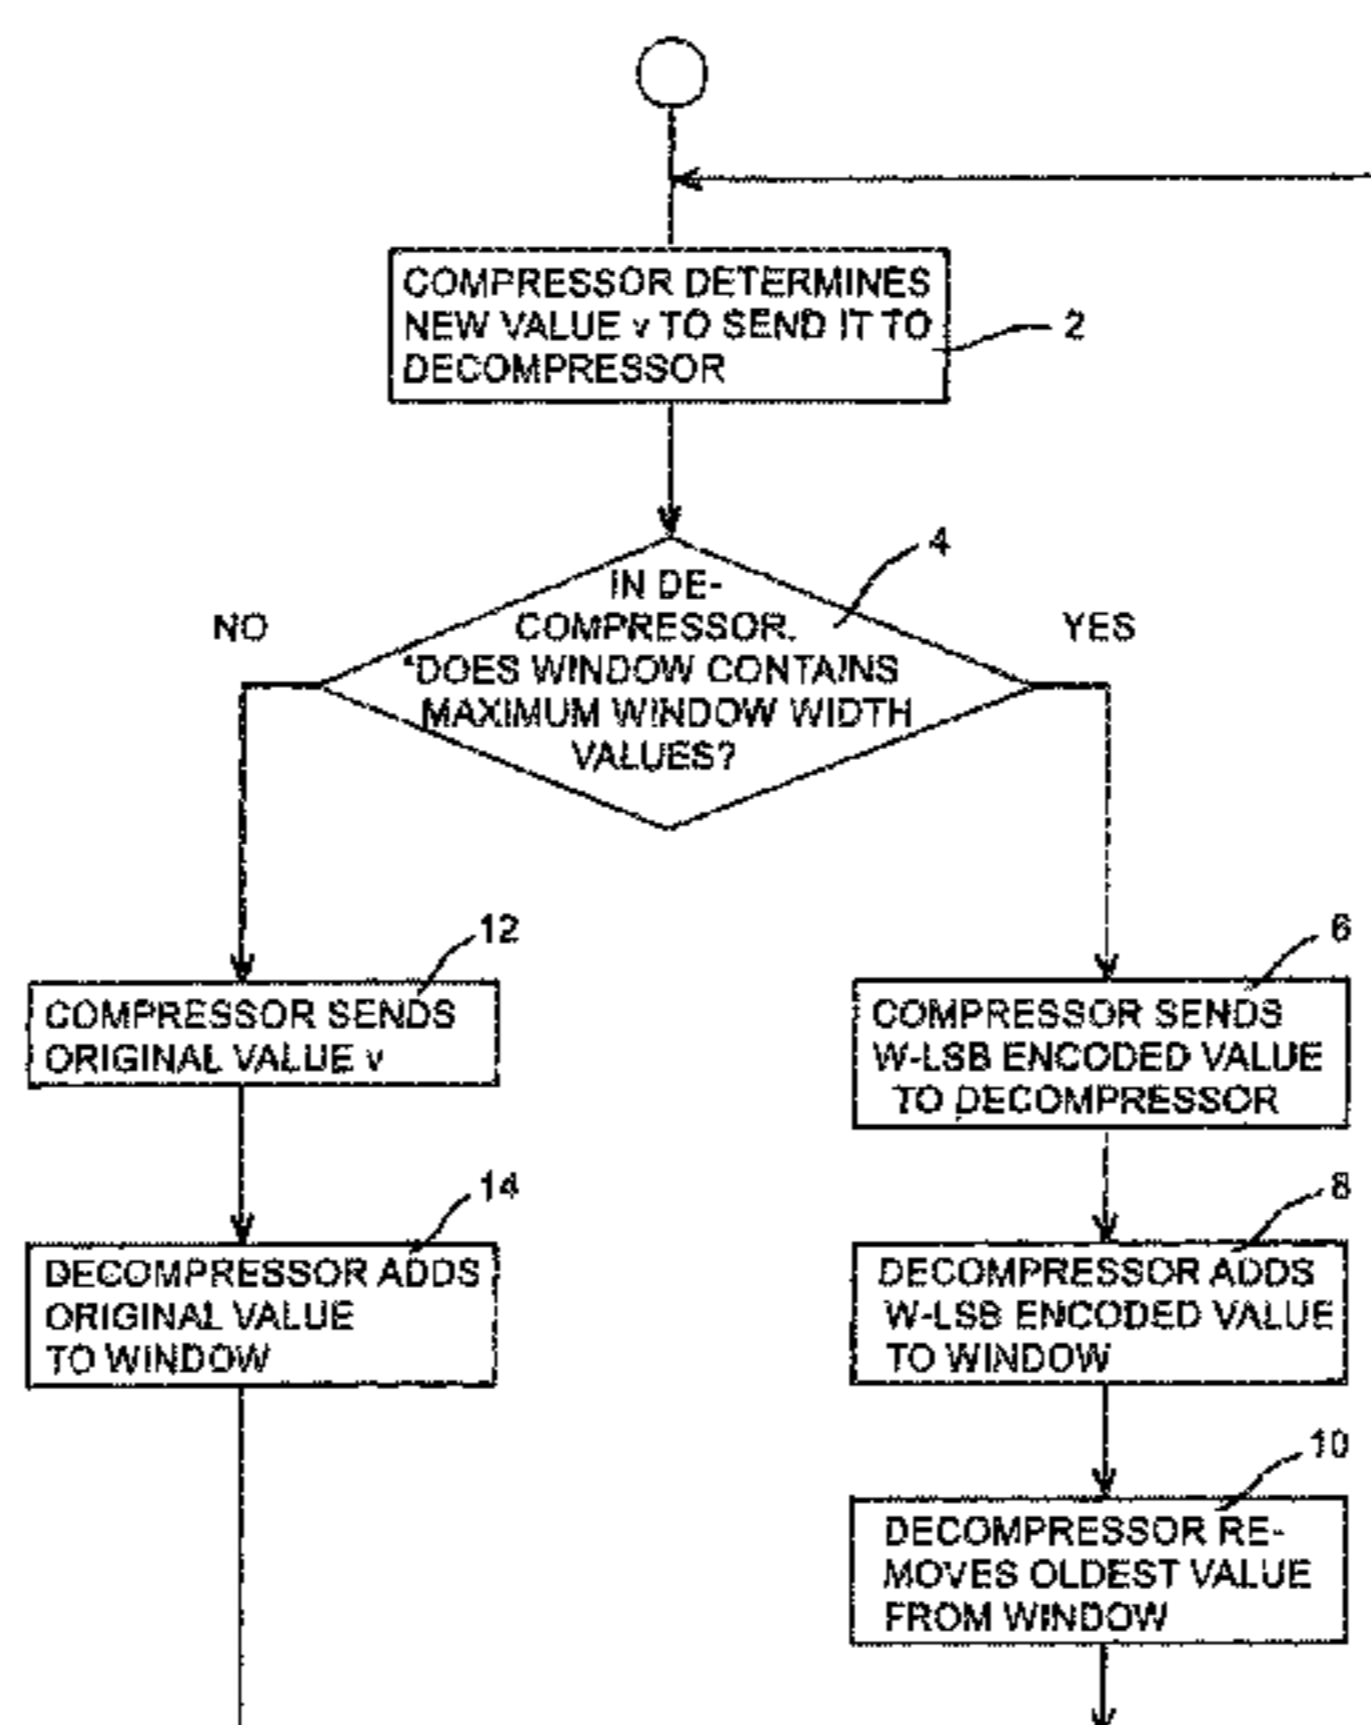 COMPRESSOR DETERMINES
NEW VALUE v TO SEND IT TO
DECOMPRESSOR
2
4
IN DE-
COMPRESSOR.
"DOES WINDOW CONTAINS
MAXIMUM WINDOW WIDTH
VALUES?
NO
YES
12
COMPRESSOR SENDS
ORIGINAL VALUE v
14
DECOMPRESSOR ADDS
ORIGINAL VALUE
TO WINDOW
6
COMPRESSOR SENDS
W-LSB ENCODED VALUE
TO DECOMPRESSOR
8
DECOMPRESSOR ADDS
W-LSB ENCODED VALUE
TO WINDOW
10
DECOMPRESSOR RE-
MOVES OLDEST VALUE
FROM WINDOW